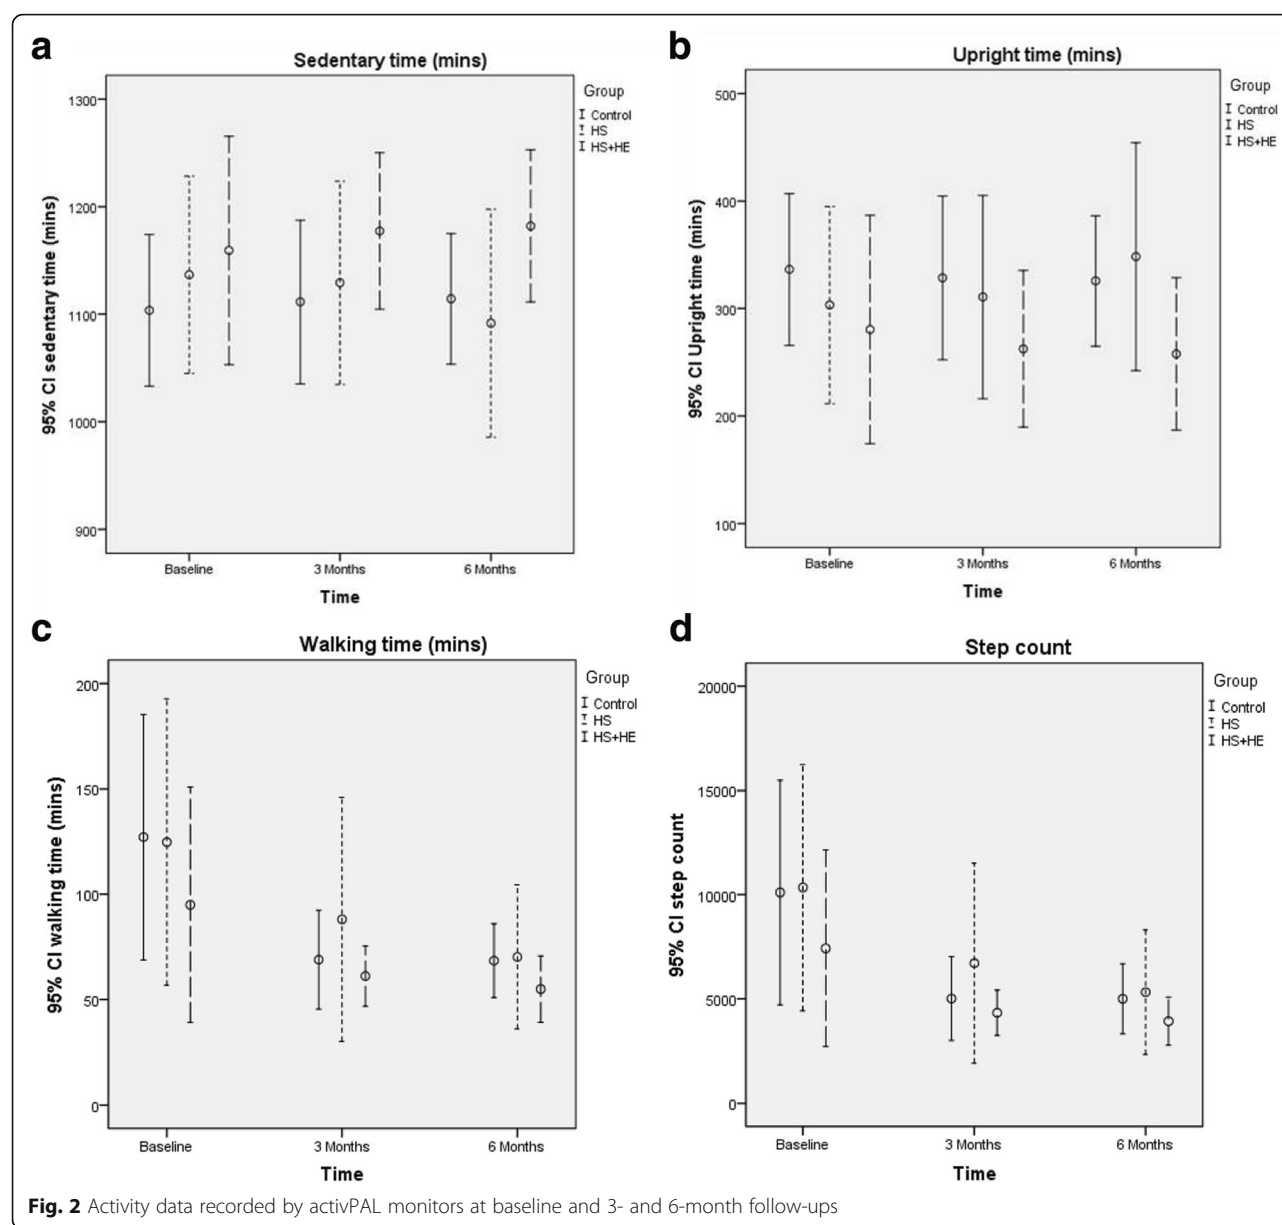 a
Sedentary time (mins)
1300
1200
1100
1000
900
95% CI sedentary time (mins)
Baseline
3 Months
6 Months
Time
Group
Control
HS
HS+HE
b
Upright time (mins)
500
400
300
200
100
95% CI Upright time (mins)
Baseline
3 Months
6 Months
Time
Group
Control
HS
HS+HE
c
Walking time (mins)
200
150
100
50
0
95% CI walking time (mins)
Baseline
3 Months
6 Months
Time
Group
Control
HS
HS+HE
d
Step count
20000
15000
10000
5000
0
95% CI step count
Baseline
3 Months
6 Months
Time
Group
Control
HS
HS+HE
Fig. 2 Activity data recorded by activPAL monitors at baseline and 3- and 6-month follow-ups